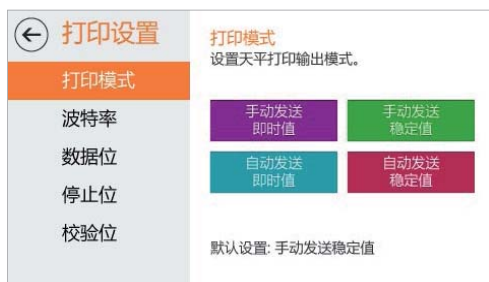 打印设置
打印模式
波特率
数据位
停止位
校验位
打印模式
设置天平打印输出模式。
手动发送
即时值
手动发送
稳定值
自动发送
即时值
自动发送
稳定值
默认设置: 手动发送稳定值